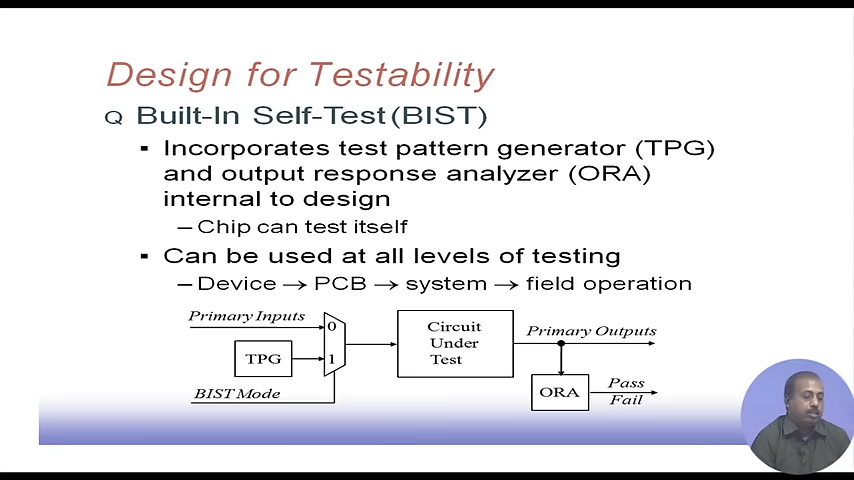 Design for Testability
Q Built-In Self-Test (BIST)
▪ Incorporates test pattern generator (TPG)
and output response analyzer (ORA)
internal to design
– Chip can test itself
▪ Can be used at all levels of testing
– Device → PCB → system → field operation
Primary Inputs
0
TPG
1
BIST Mode
Circuit
Under
Test
Primary Outputs
ORA
Pass
Fail